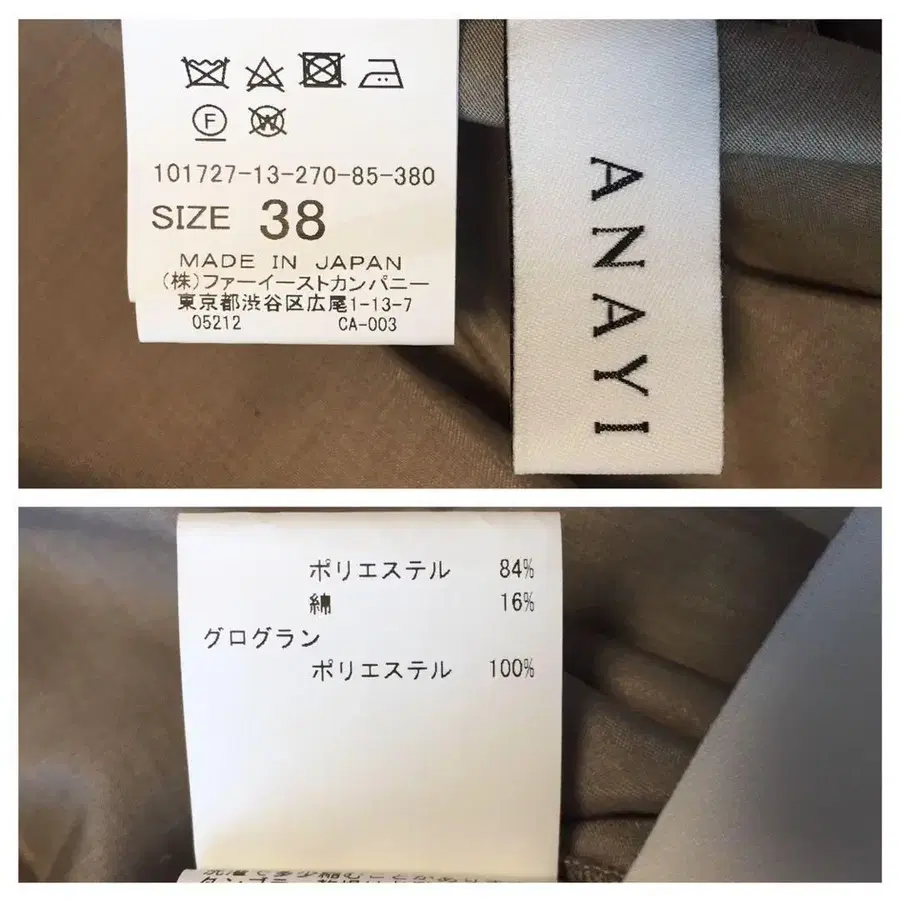 F W
101727-13-270-85-380
SIZE 38
MADE IN JAPAN
(株)ファーイーストカンパニー
東京都渋谷区広尾1-13-7
05212 CA-003
ANAYI
ポリエステル 84%
綿 16%
グログラン
ポリエステル 100%